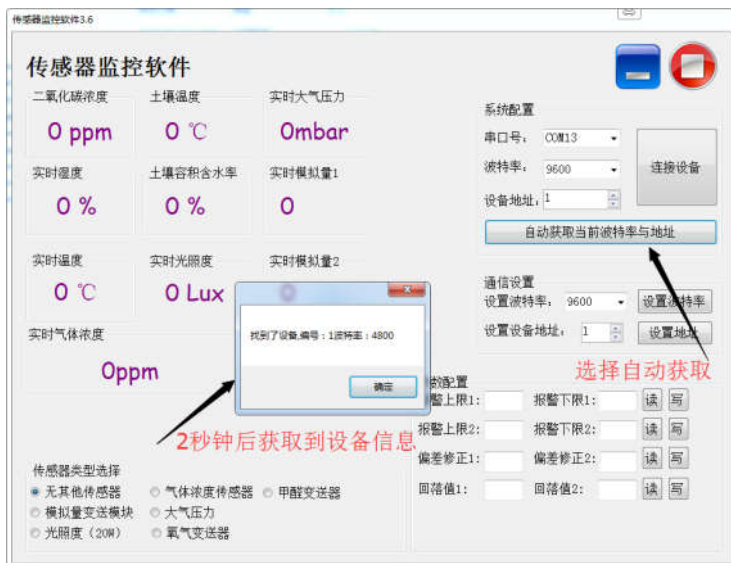 传感器监控软件3.6
传感器监控软件
二氧化碳浓度 土壤温度 实时大气压力
0 ppm 0 ℃ 0mbar
实时湿度 土壤容积含水率 实时模拟量1
0 % 0 % 0
实时温度 实时光照度 实时模拟量2
0 ℃ 0 Lux 0
实时气体浓度
0ppm
系统配置
串口号: COM13
波特率: 9600
设备地址: 1
连接设备
自动获取当前波特率与地址
通信设置
设置波特率: 9600 设置波特率
设置设备地址: 1 设置地址
找到了设备,编号：1波特率：4800
确定
选择自动获取
2秒钟后获取到设备信息
数配置
警上限1: 报警下限1: 读 写
报警上限2: 报警下限2: 读 写
偏差修正1: 偏差修正2: 读 写
回落值1: 回落值2: 读 写
传感器类型选择
无其他传感器 气体浓度传感器 甲醛变送器
模拟量变送模块 大气压力
光照度（20W） 氧气变送器